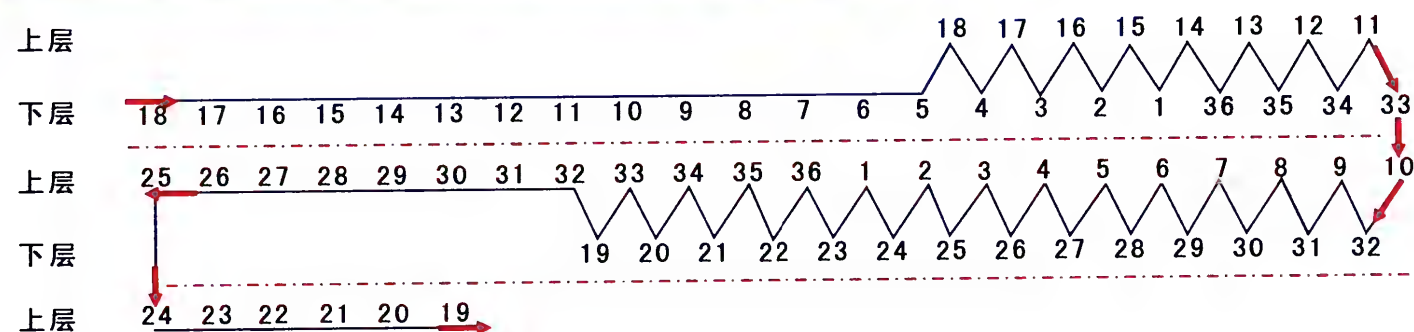 上层 18 17 16 15 14 13 12 11
下层 18 17 16 15 14 13 12 11 10 9 8 7 6 5 4 3 2 1 36 35 34 33
上层 25 26 27 28 29 30 31 32 33 34 35 36 1 2 3 4 5 6 7 8 9 10
下层 19 20 21 22 23 24 25 26 27 28 29 30 31 32
上层 24 23 22 21 20 19